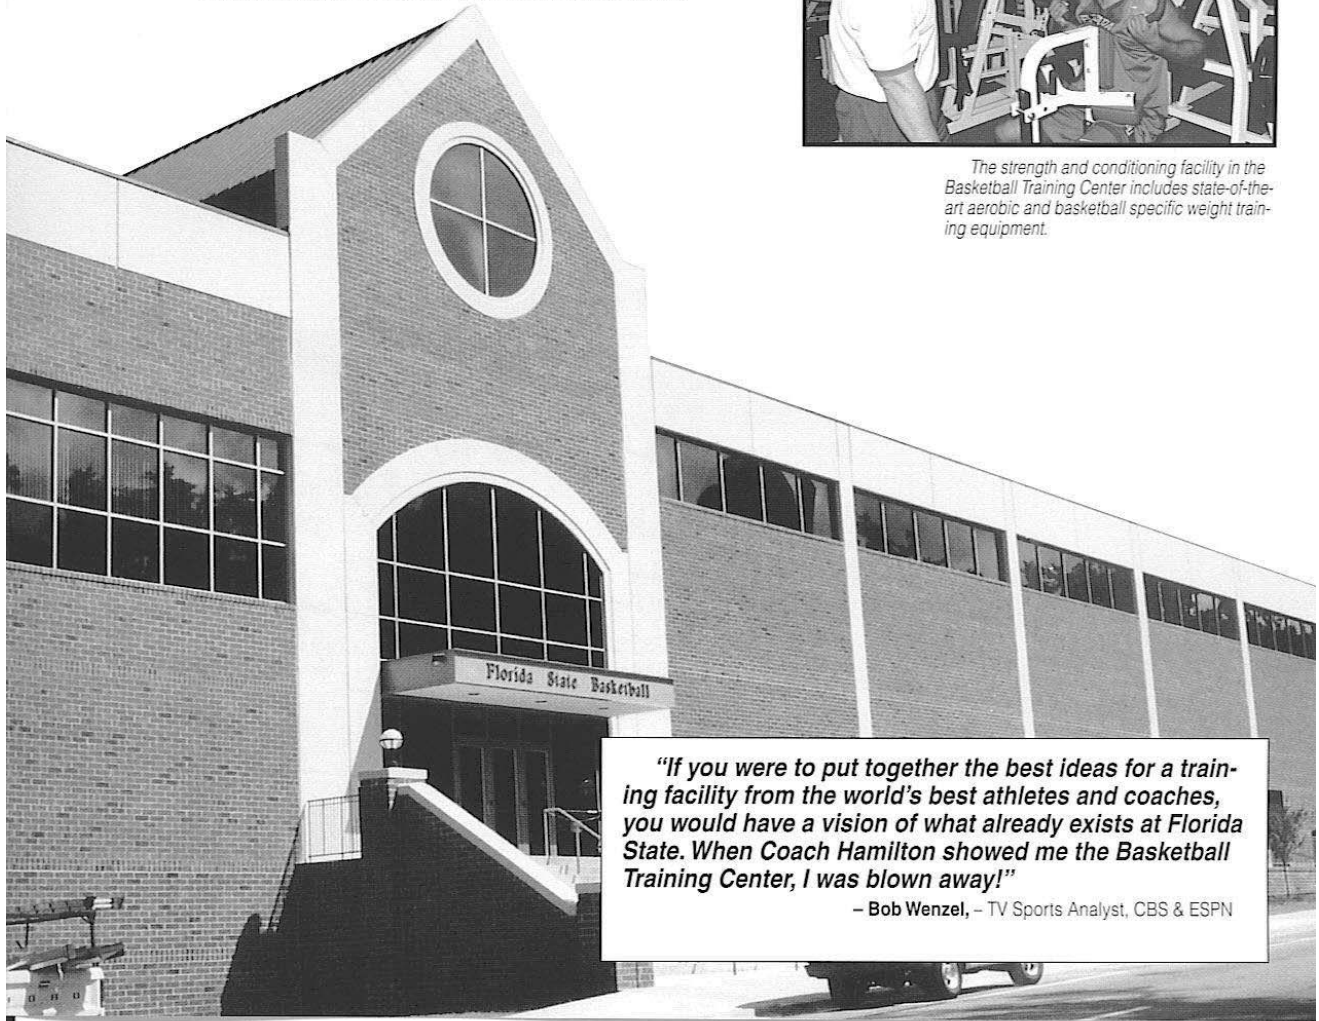 The strength and conditioning facility in the
Basketball Training Center includes state-of-the-
art aerobic and basketball specific weight train-
ing equipment.
Florida State Basketball
"If you were to put together the best ideas for a train-
ing facility from the world's best athletes and coaches,
you would have a vision of what already exists at Florida
State. When Coach Hamilton showed me the Basketball
Training Center, I was blown away!"
– Bob Wenzel, – TV Sports Analyst, CBS & ESPN